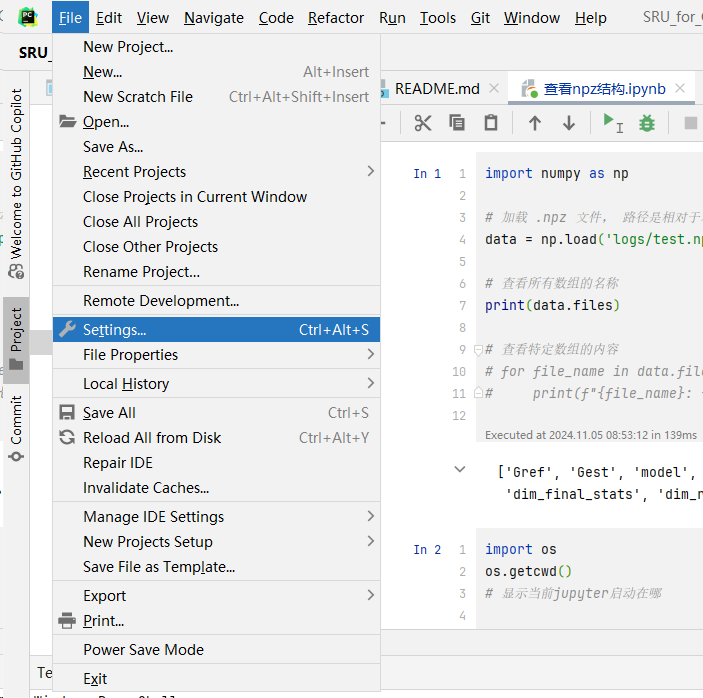 PC File Edit View Navigate Code Refactor Run Tools Git Window Help SRU_for_
SRU_
New Project...
New... Alt+Insert
New Scratch File Ctrl+Alt+Shift+Insert
Open...
Save As...
Recent Projects
Close Projects in Current Window
Close All Projects
Close Other Projects
Rename Project...
Remote Development...
Settings... Ctrl+Alt+S
File Properties
Local History
Save All Ctrl+S
Reload All from Disk Ctrl+Alt+Y
Repair IDE
Invalidate Caches...
Manage IDE Settings
New Projects Setup
Save File as Template...
Export
Print...
Power Save Mode
Exit
Welcome to GitHub Copilot
Project
Commit
Te
README.md
查看npz结构.ipynb
In 1
1 import numpy as np
2
3 # 加载 .npz 文件， 路径是相对于
4 data = np.load('logs/test.np
5
6 # 查看所有数组的名称
7 print(data.files)
8
9 # 查看特定数组的内容
10 # for file_name in data.file
11 # print(f"{file_name}:
12
Executed at 2024.11.05 08:53:12 in 139ms
['Gref', 'Gest', 'model',
'dim_final_stats', 'dim_
In 2
1 import os
2 os.getcwd()
3 # 显示当前jupyter启动在哪
4